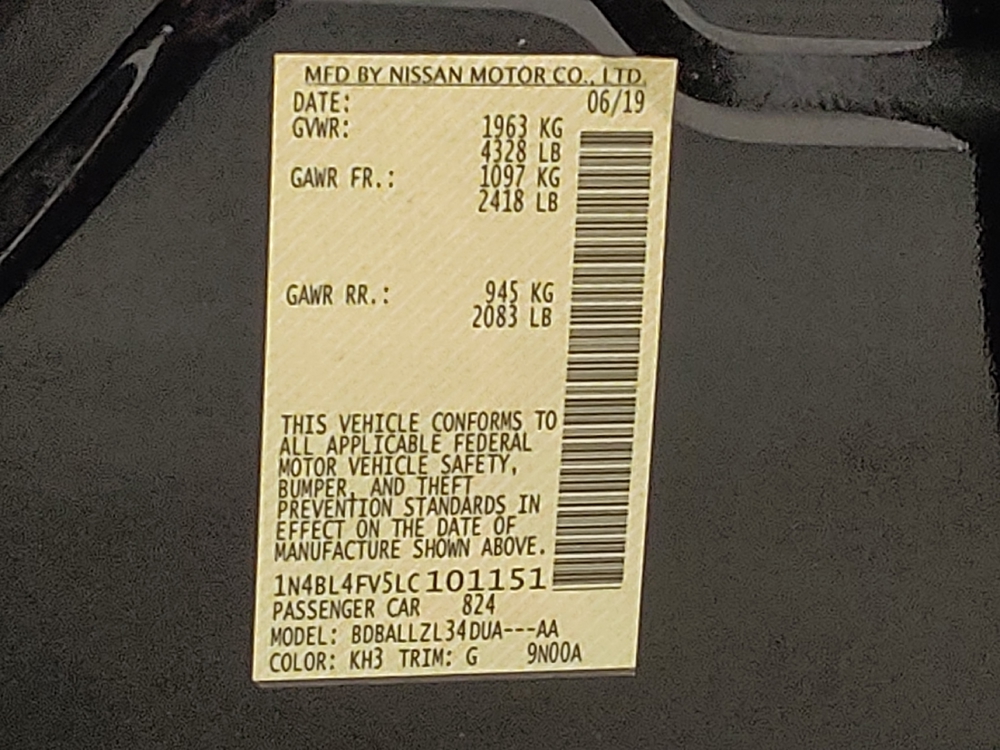 MFD BY NISSAN MOTOR CO., LTD.
DATE: 06/19
GVWR: 1963 KG
4328 LB
GAWR FR.: 1097 KG
2418 LB
GAWR RR.: 945 KG
2083 LB
THIS VEHICLE CONFORMS TO
ALL APPLICABLE FEDERAL
MOTOR VEHICLE SAFETY,
BUMPER, AND THEFT
PREVENTION STANDARDS IN
EFFECT ON THE DATE OF
MANUFACTURE SHOWN ABOVE.
1N4BL4FV5LC101151
PASSENGER CAR 824
MODEL: BDBALLZL34DUA---AA
COLOR: KH3 TRIM: G 9N00A